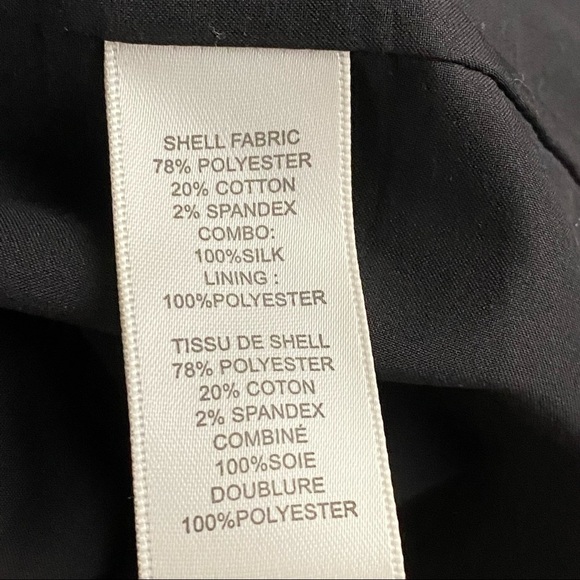 SHELL FABRIC
78% POLYESTER
20% COTTON
2% SPANDEX
COMBO:
100%SILK
LINING :
100%POLYESTER
TISSU DE SHELL
78% POLYESTER
20% COTON
2% SPANDEX
COMBINÉ
100%SOIE
DOUBLURE
100%POLYESTER